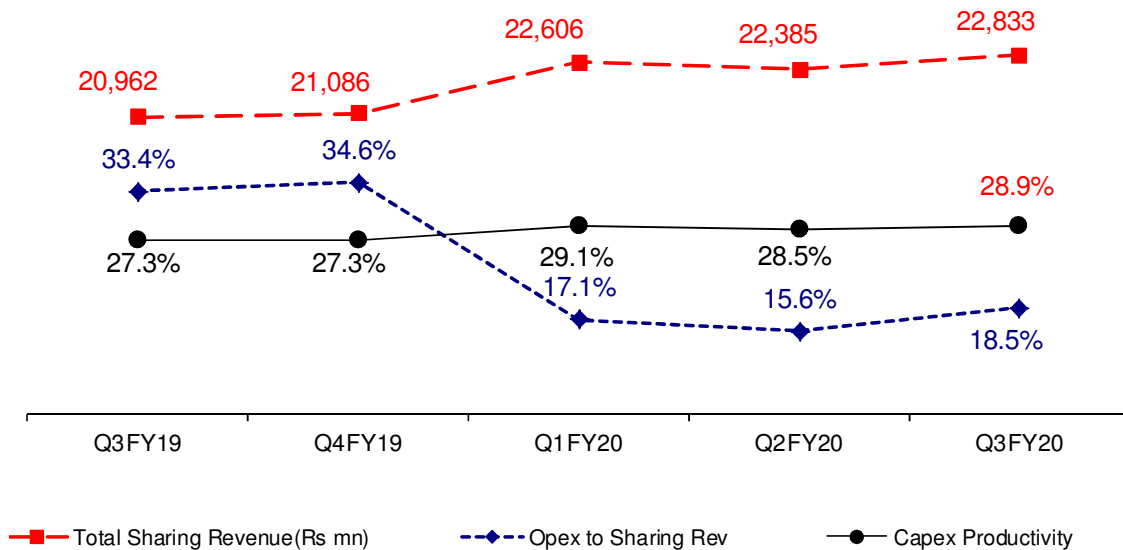 22,606
22,385
22,833
20,962
21,086
33.4%
34.6%
28.9%
27.3%
27.3%
29.1%
28.5%
17.1%
15.6%
18.5%
Q3FY19
Q4FY19
Q1FY20
Q2FY20
Q3FY20
Total Sharing Revenue(Rs mn)
Opex to Sharing Rev
Capex Productivity